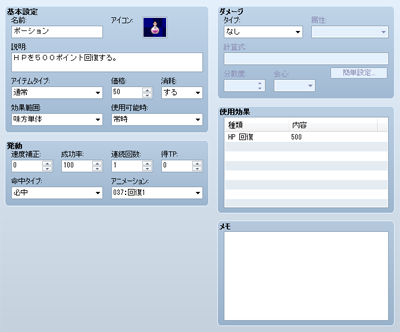 基本設定
名前:
アイコン:
ポーション
説明:
HPを500ポイント回復する。
アイテムタイプ:
価格:
消耗:
通常
50
する
効果範囲:
使用可能時:
味方単体
常時
発動
速度補正:
成功率:
連続回数:
得TP:
0
100
1
0
命中タイプ:
アニメーション:
必中
037:回復1
ダメージ
タイプ:
属性:
なし
計算式:
分散度:
会心:
簡単設定...
使用効果
種類
内容
HP 回復
500
メモ